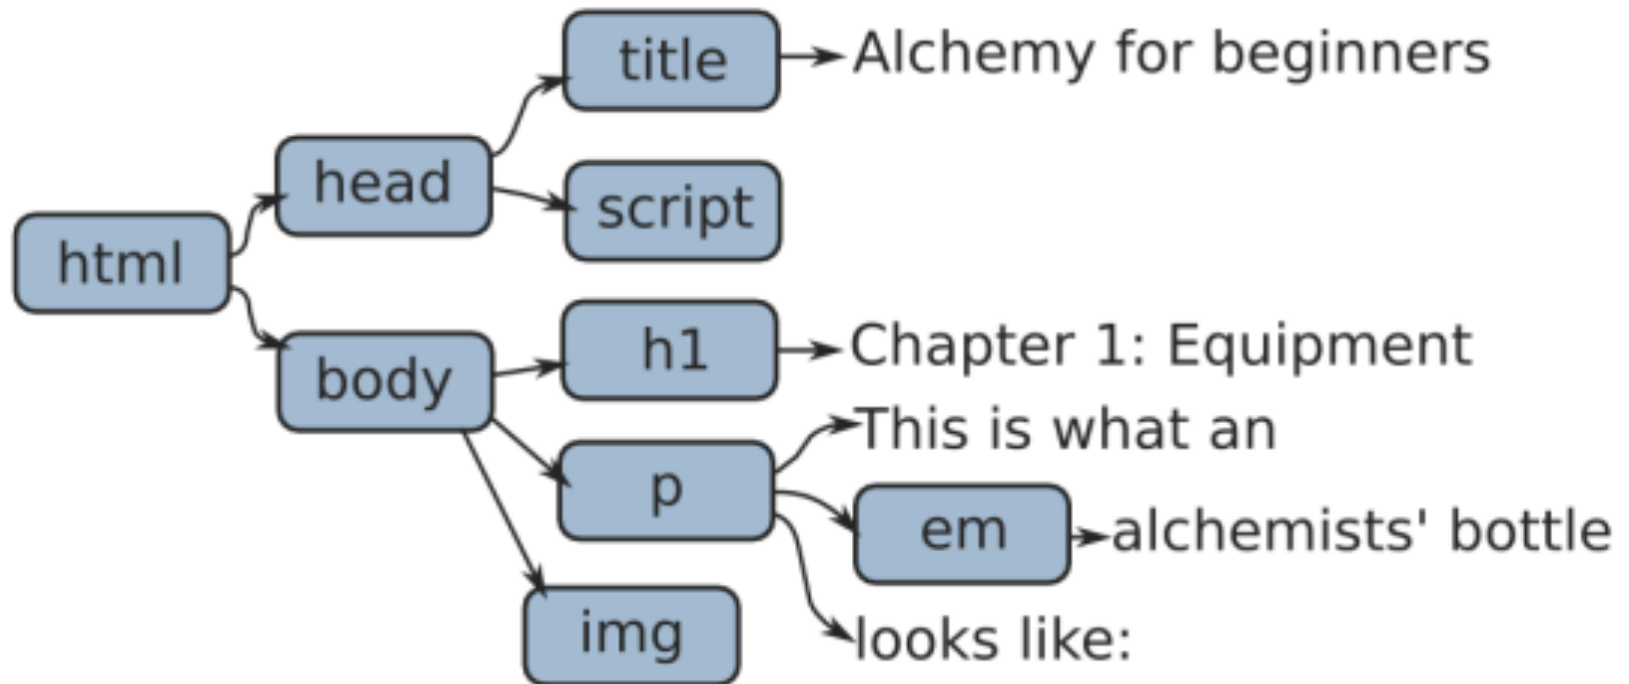 title
Alchemy for beginners
head
script
html
h1
Chapter 1: Equipment
body
This is what an
p
em
alchemists' bottle
img
looks like: